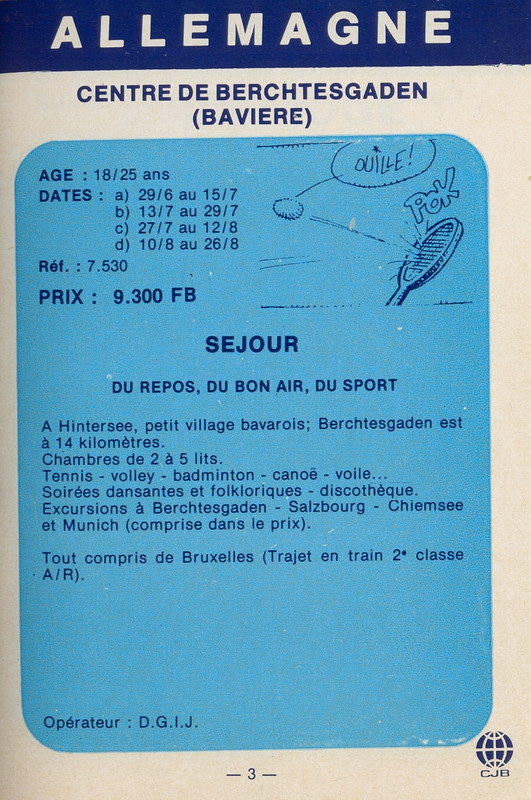 ALLEMAGNE
CENTRE DE BERCHTESGADEN
(BAVIERE)
AGE : 18/25 ans
DATES : a) 29/6 au 15/7
b) 13/7 au 29/7
c) 27/7 au 12/8
d) 10/8 au 26/8
Réf. : 7.530
PRIX : 9.300 FB
OUILLE!
POK
SEJOUR
DU REPOS, DU BON AIR, DU SPORT
A Hintersee, petit village bavarois; Berchtesgaden est
à 14 kilomètres.
Chambres de 2 à 5 lits.
Tennis - volley - badminton - canoë - voile...
Soirées dansantes et folkloriques - discothèque.
Excursions à Berchtesgaden - Salzbourg - Chiemsee
et Munich (comprise dans le prix).
Tout compris de Bruxelles (Trajet en train 2e classe
A/R).
Opérateur : D.G.I.J.
— 3 —
CJB